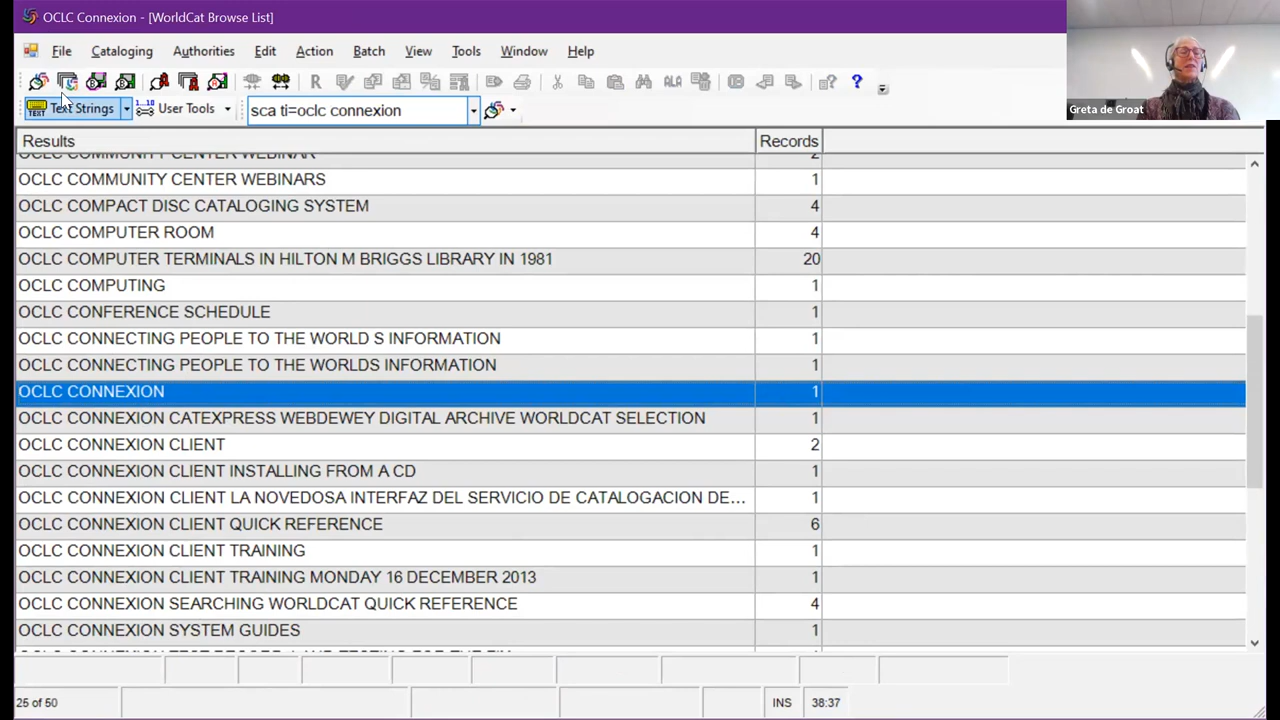 OCLC Connexion - [WorldCat Browse List]
File Cataloging Authorities Edit Action Batch View Tools Window Help
Greta de Groat
Text Strings User Tools sca ti=oclc connexion
Results Records
OCLC COMMUNITY CENTER WEBINAR 2
OCLC COMMUNITY CENTER WEBINARS 1
OCLC COMPACT DISC CATALOGING SYSTEM 4
OCLC COMPUTER ROOM 4
OCLC COMPUTER TERMINALS IN HILTON M BRIGGS LIBRARY IN 1981 20
OCLC COMPUTING 1
OCLC CONFERENCE SCHEDULE 1
OCLC CONNECTING PEOPLE TO THE WORLD S INFORMATION 1
OCLC CONNECTING PEOPLE TO THE WORLDS INFORMATION 1
OCLC CONNEXION 1
OCLC CONNEXION CATEXPRESS WEBDEWEY DIGITAL ARCHIVE WORLDCAT SELECTION 1
OCLC CONNEXION CLIENT 2
OCLC CONNEXION CLIENT INSTALLING FROM A CD 1
OCLC CONNEXION CLIENT LA NOVEDOSA INTERFAZ DEL SERVICIO DE CATALOGACION DE... 1
OCLC CONNEXION CLIENT QUICK REFERENCE 6
OCLC CONNEXION CLIENT TRAINING 1
OCLC CONNEXION CLIENT TRAINING MONDAY 16 DECEMBER 2013 1
OCLC CONNEXION SEARCHING WORLDCAT QUICK REFERENCE 4
OCLC CONNEXION SYSTEM GUIDES 1
25 of 50 INS 38:37